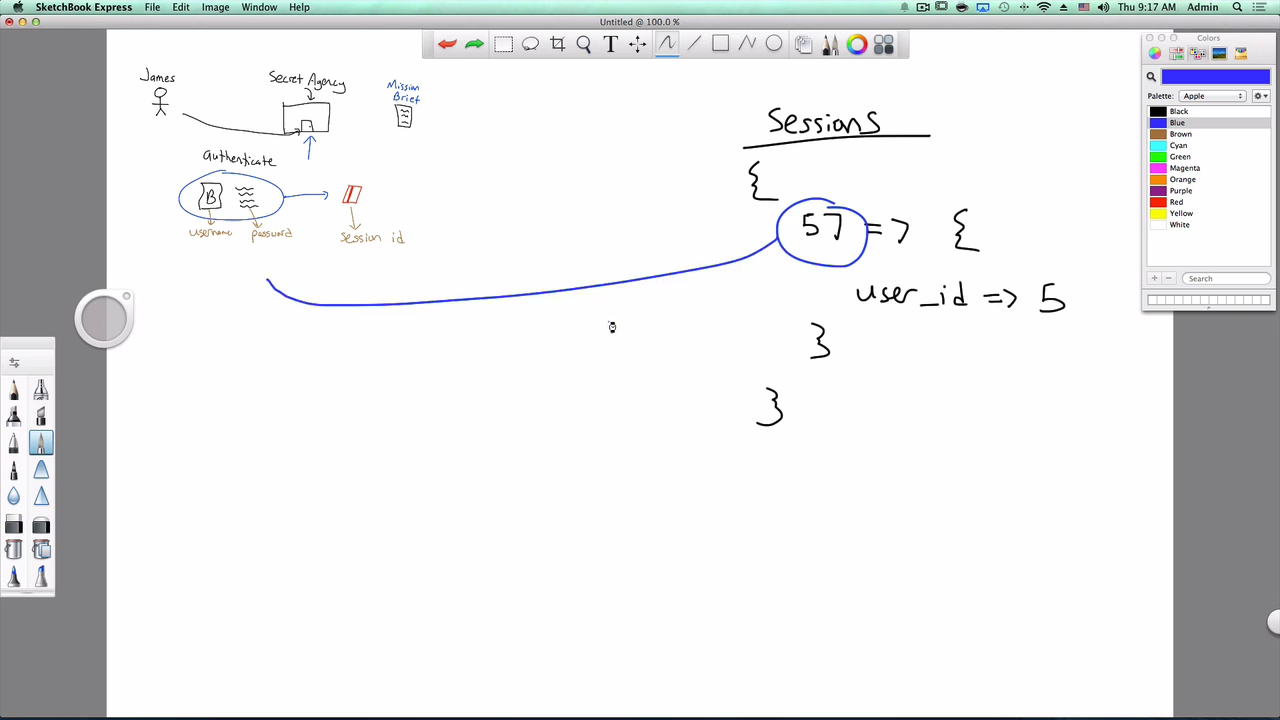 SketchBook Express File Edit Image Window Help
Thu 9:17 AM Admin
Untitled @ 100.0 %
James
Secret Agency
Mission
Brief
authenticate
B
username password
session id
Sessions
{
57 => {
user_id => 5
}
}
Colors
Palette: Apple
Black
Blue
Brown
Cyan
Green
Magenta
Orange
Purple
Red
Yellow
White
Search